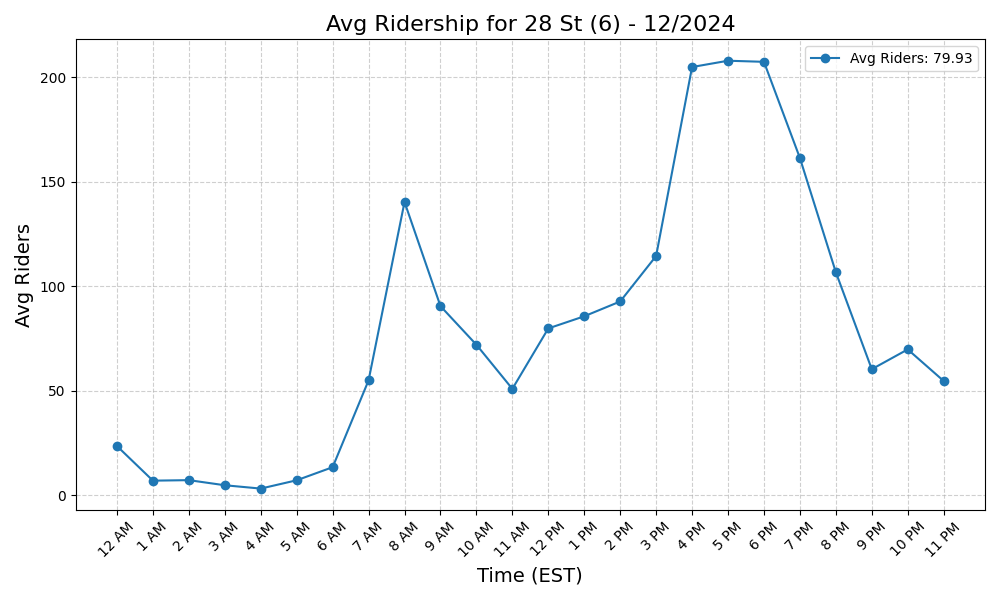 Avg Ridership for 28 St (6) - 12/2024
Avg Riders: 79.93
Avg Riders
200
150
100
50
0
12 AM
1 AM
2 AM
3 AM
4 AM
5 AM
6 AM
7 AM
8 AM
9 AM
10 AM
11 AM
12 PM
1 PM
2 PM
3 PM
4 PM
5 PM
6 PM
7 PM
8 PM
9 PM
10 PM
11 PM
Time (EST)